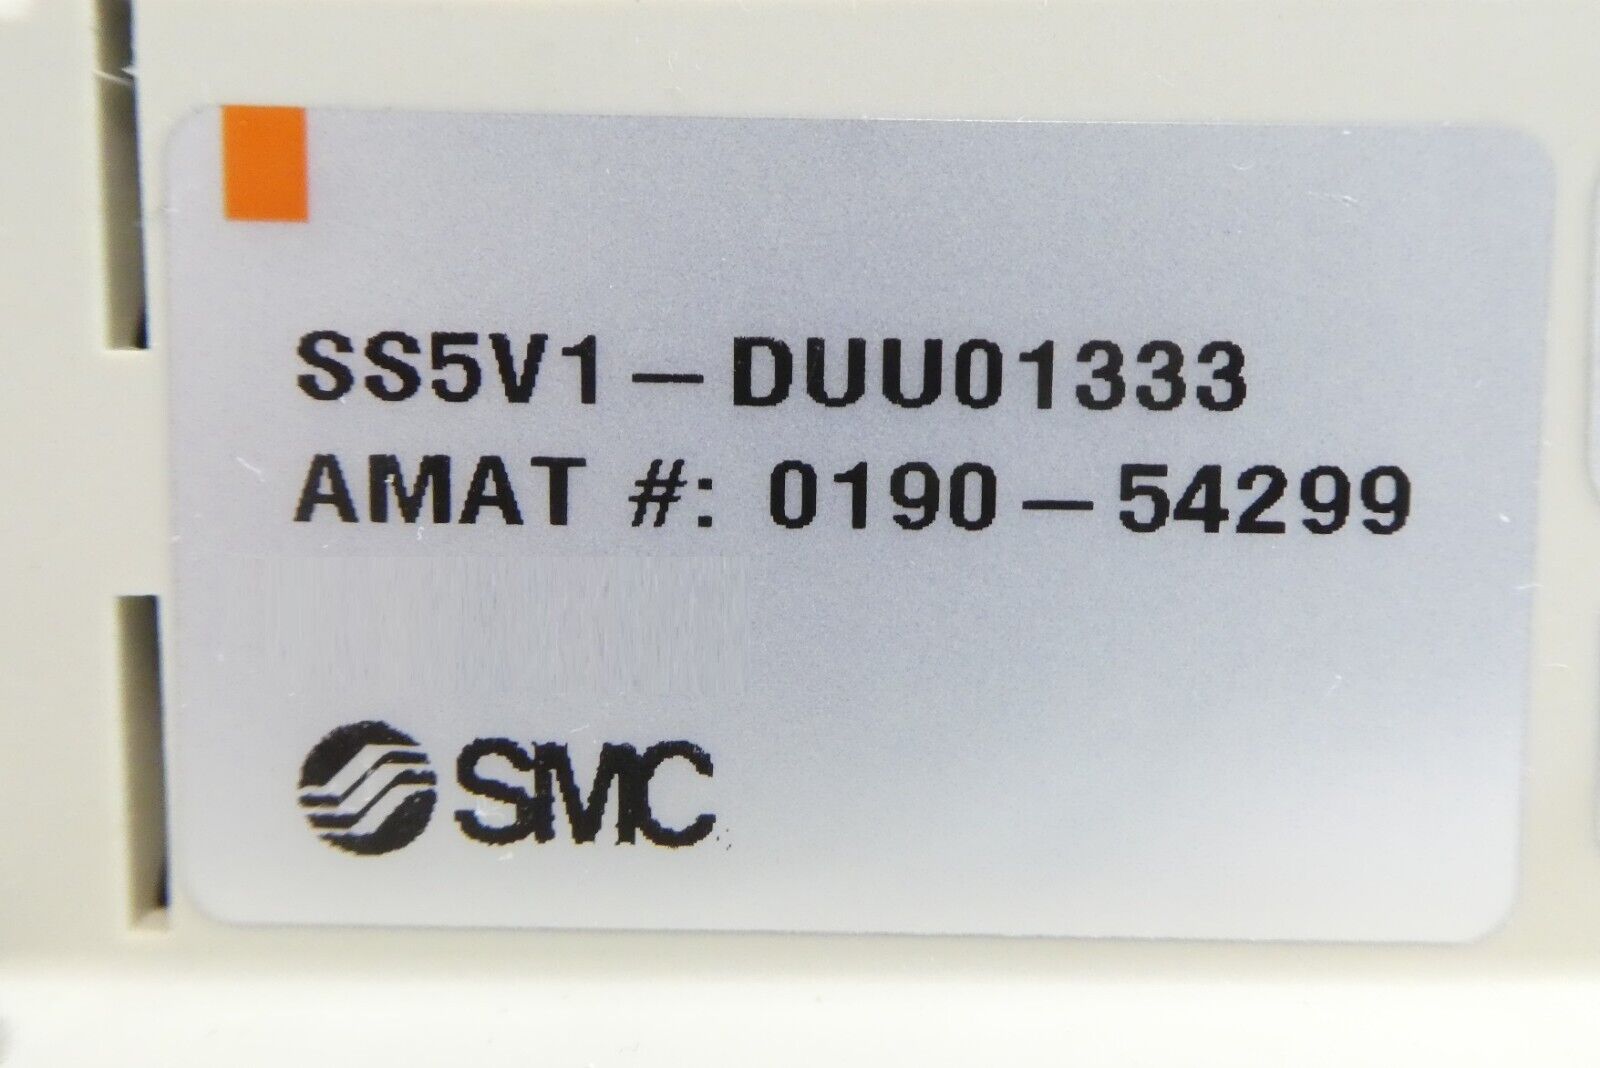 SS5V1-DUU01333
AMAT #: 0190-54299
SMC